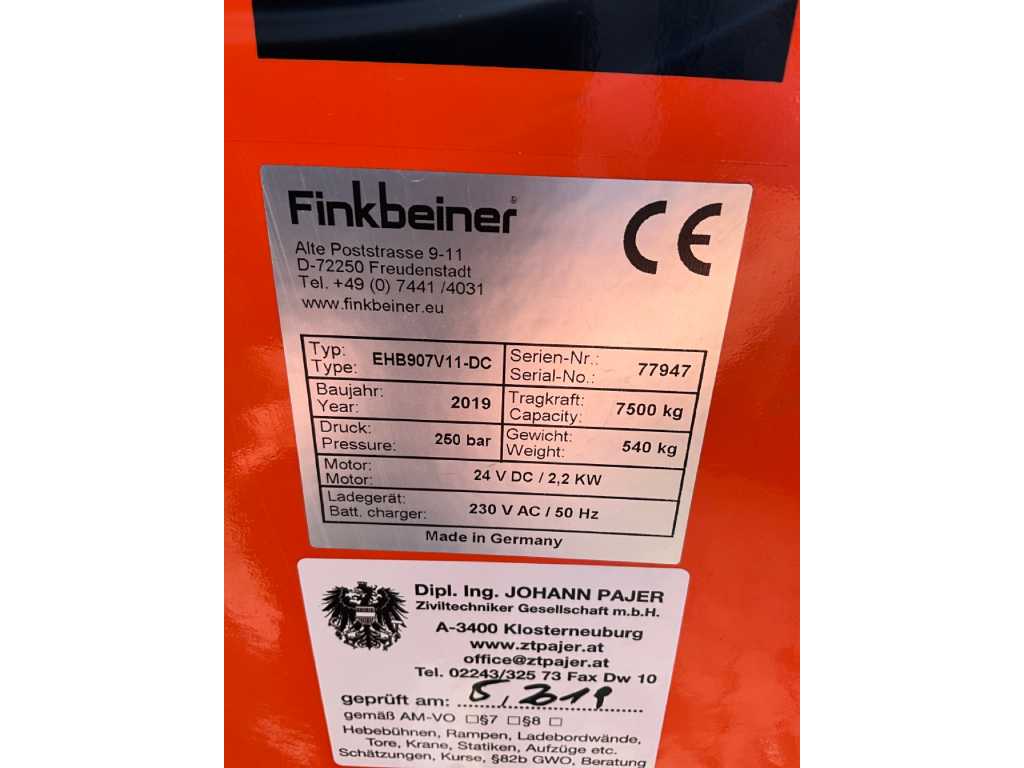 Finkbeiner®
CE
Alte Poststrasse 9-11
D-72250 Freudenstadt
Tel. +49 (0) 7441 /4031
www.finkbeiner.eu
Typ:
Type: EHB907V11-DC
Serien-Nr.:
Serial-No.: 77947
Baujahr:
Year: 2019
Tragkraft:
Capacity: 7500 kg
Druck:
Pressure: 250 bar
Gewicht:
Weight: 540 kg
Motor:
Motor: 24 V DC / 2,2 KW
Ladegerät:
Batt. charger: 230 V AC / 50 Hz
Made in Germany
Dipl. Ing. JOHANN PAJER
Ziviltechniker Gesellschaft m.b.H.
A-3400 Klosterneuburg
www.ztpajer.at
office@ztpajer.at
Tel. 02243/325 73 Fax Dw 10
geprüft am: 5/2019
gemäß AM-VO □§7 □§8 □
Hebebühnen, Rampen, Ladebordwände,
Tore, Krane, Statiken, Aufzüge etc.
Schätzungen, Kurse, §82b GWO, Beratung